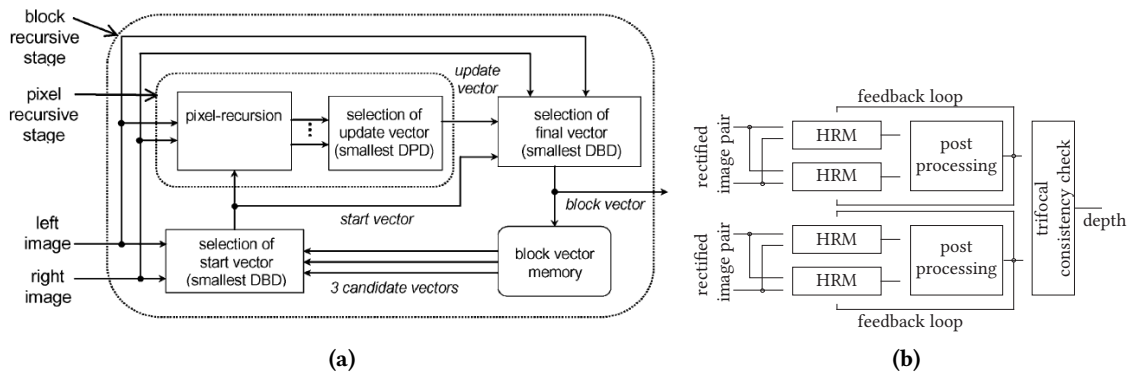 block
recursive
stage
pixel
recursive
stage
update
vector
pixel-recursion
selection of
update vector
(smallest DPD)
selection of
final vector
(smallest DBD)
start vector
block vector
left
image
right
image
selection of
start vector
(smallest DBD)
block vector
memory
3 candidate vectors
(a)
feedback loop
rectified
image pair
HRM
HRM
post
processing
rectified
image pair
HRM
HRM
post
processing
feedback loop
trifocal
consistency check
depth
(b)